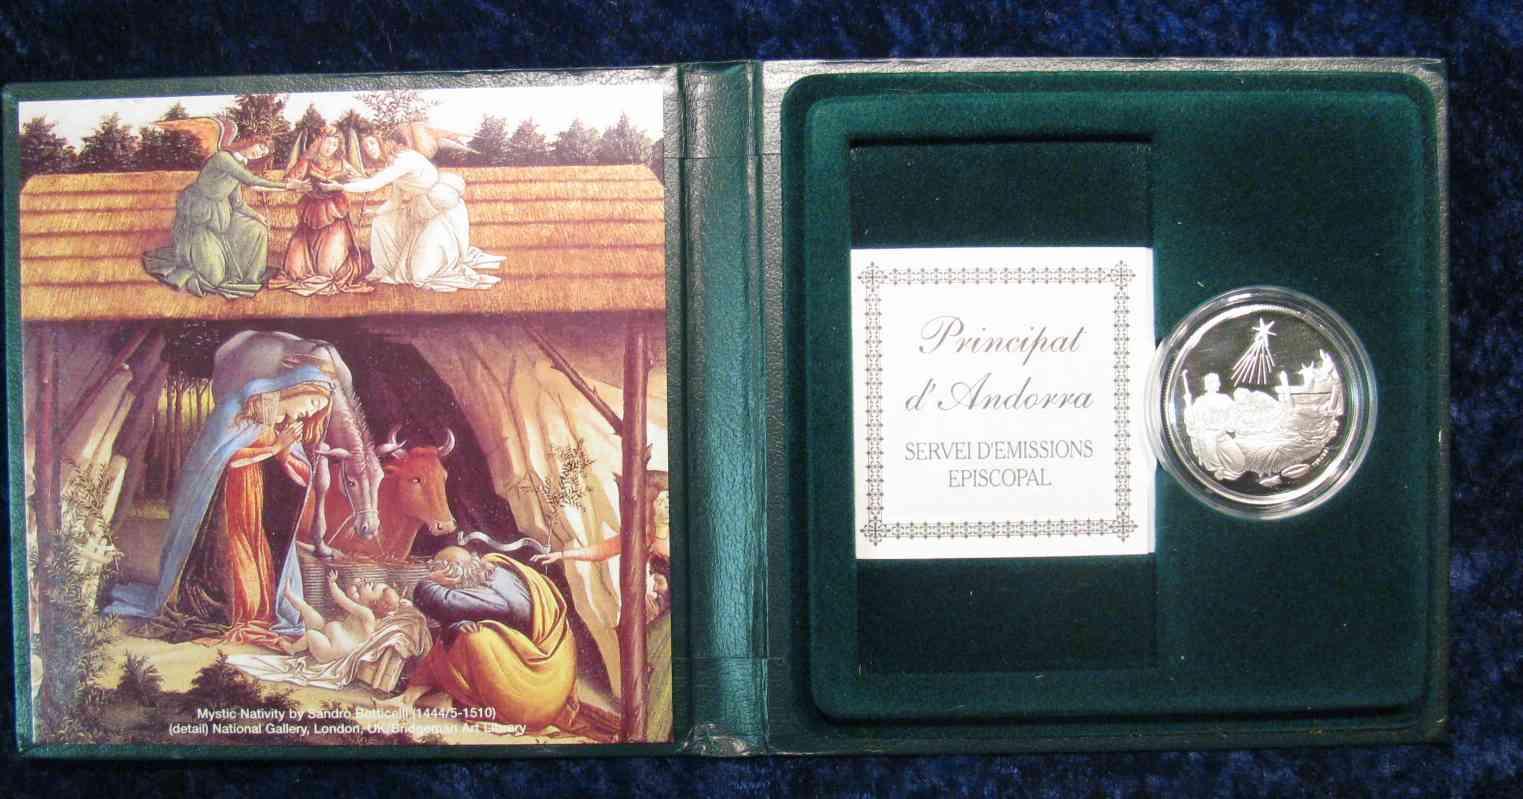 Mystic Nativity by Sandro Botticelli (1444/5-1510)
(detail) National Gallery, London, UK/Bridgeman Art Library
Principat
d'Andorra
SERVEI D'EMISSIONS
EPISCOPAL